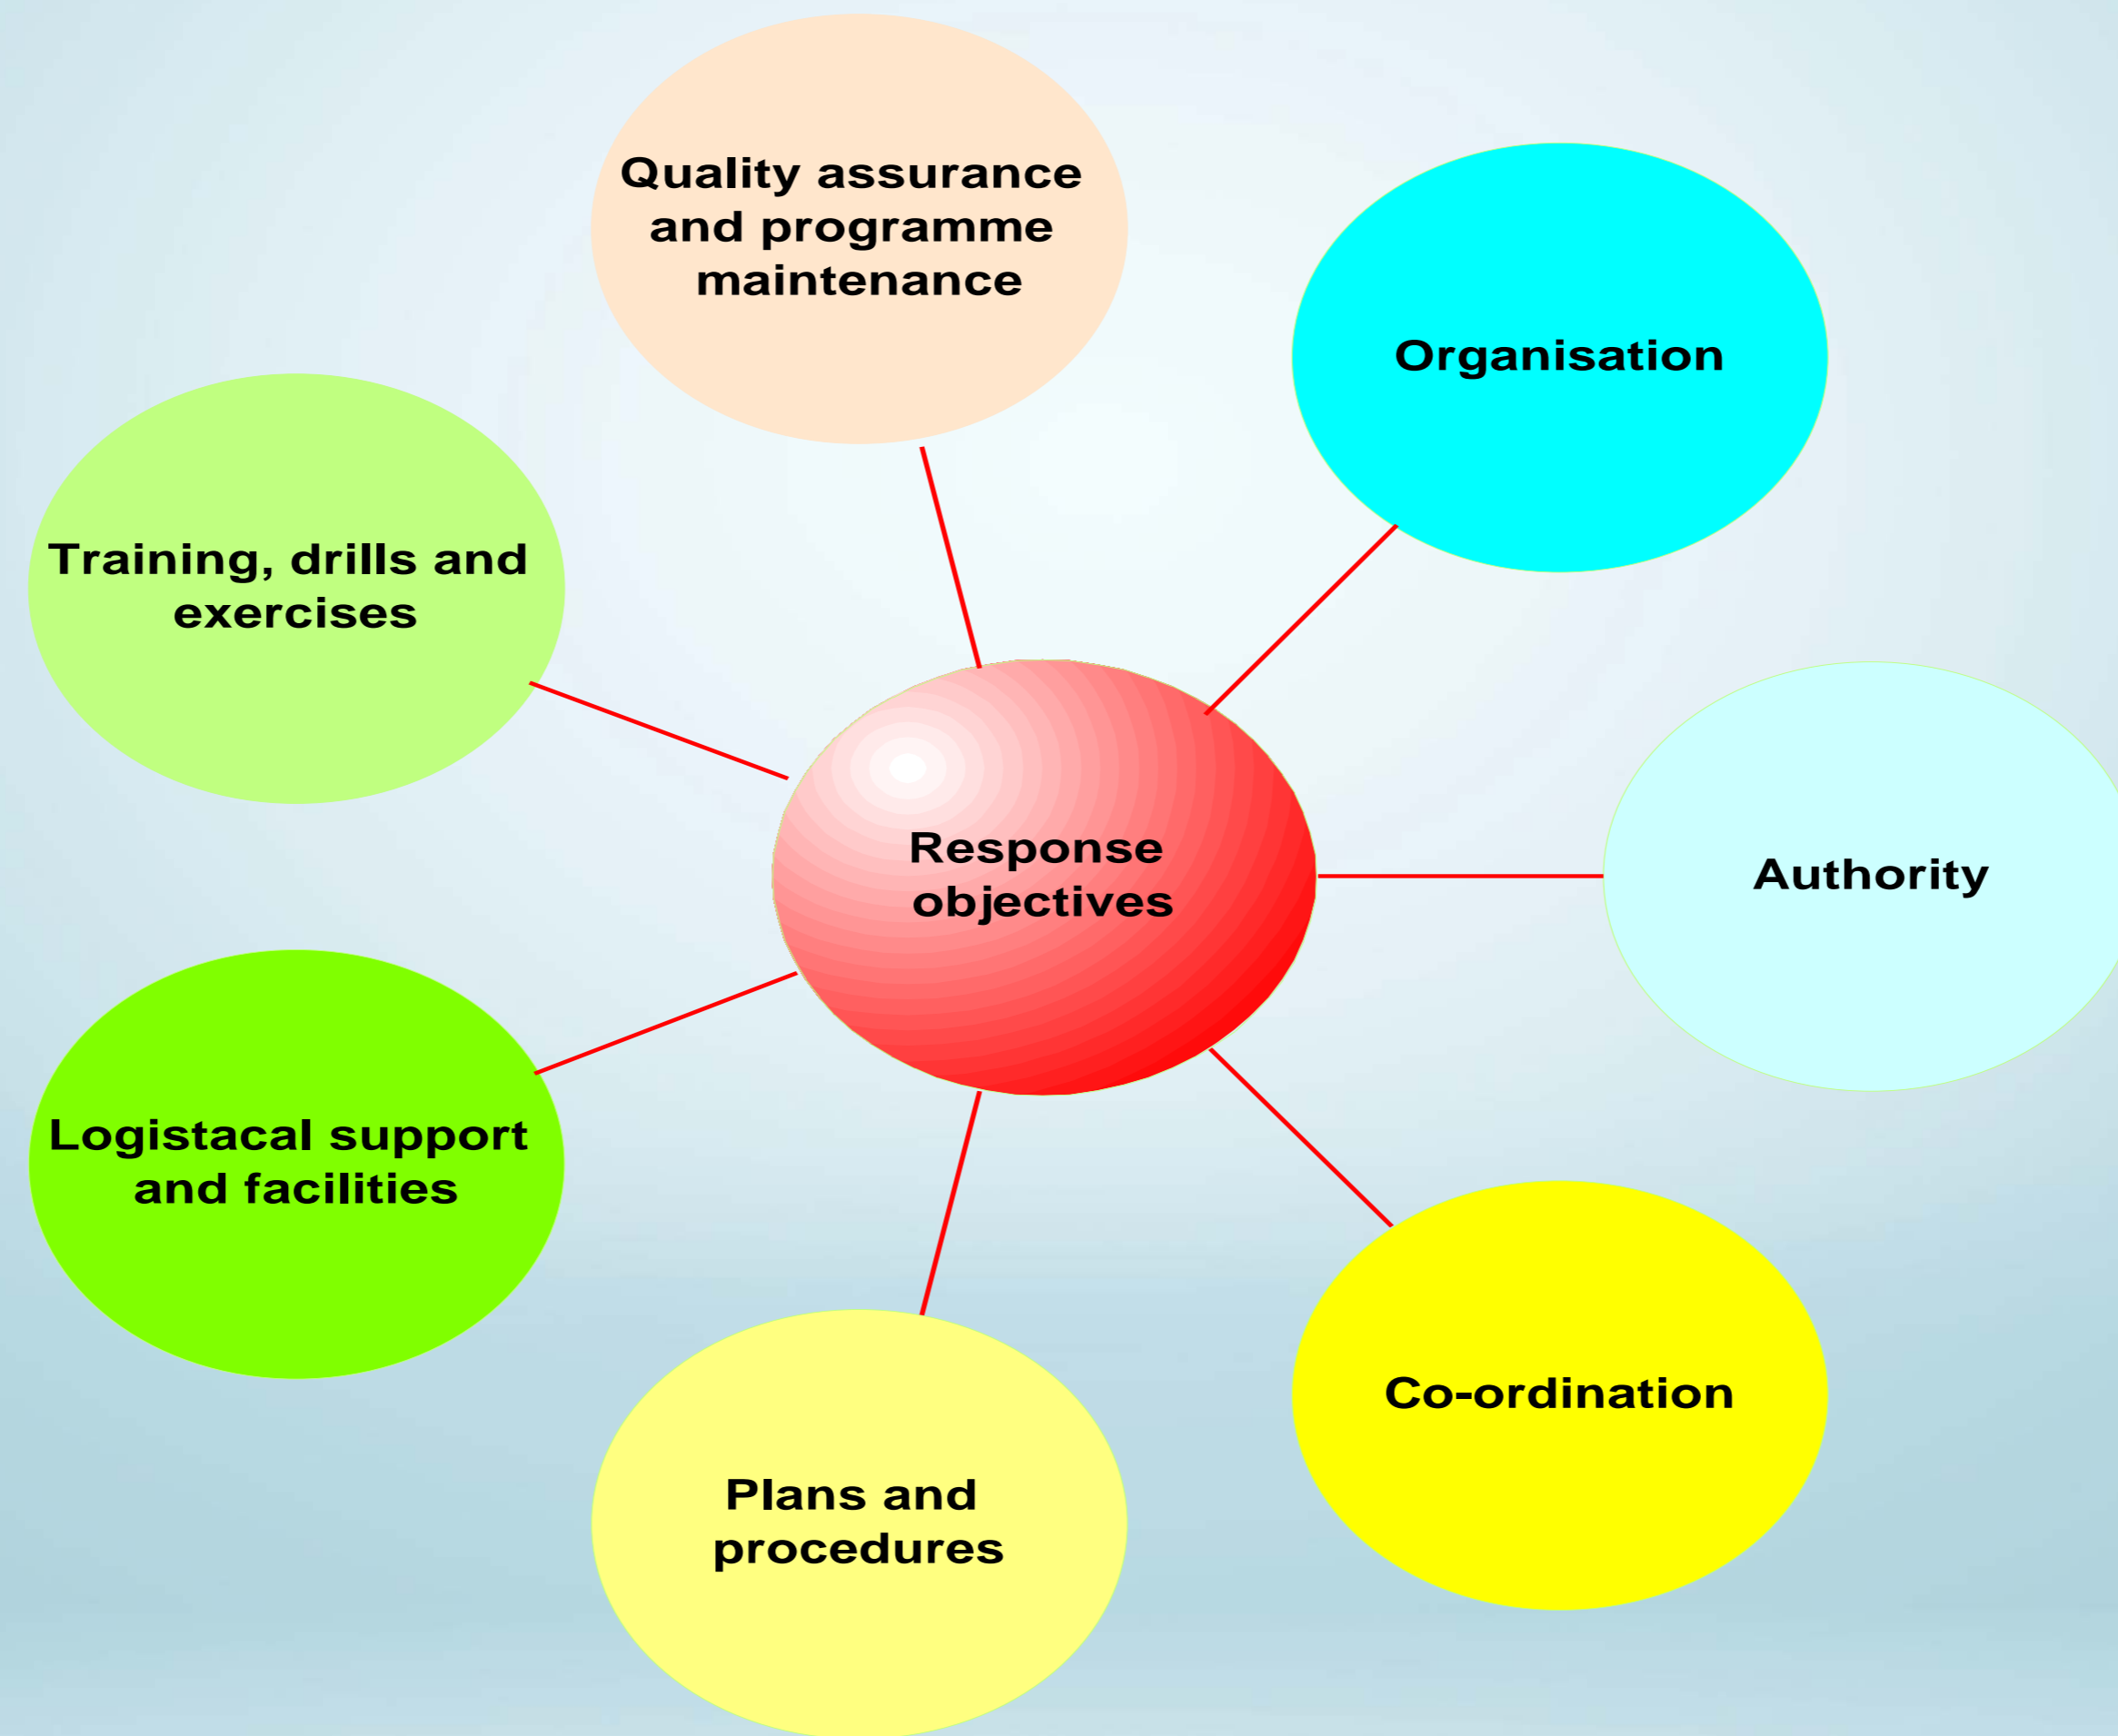 Quality assurance
and programme
maintenance
Organisation
Training, drills and
exercises
Response
objectives
Authority
Logistacal support
and facilities
Co-ordination
Plans and
procedures